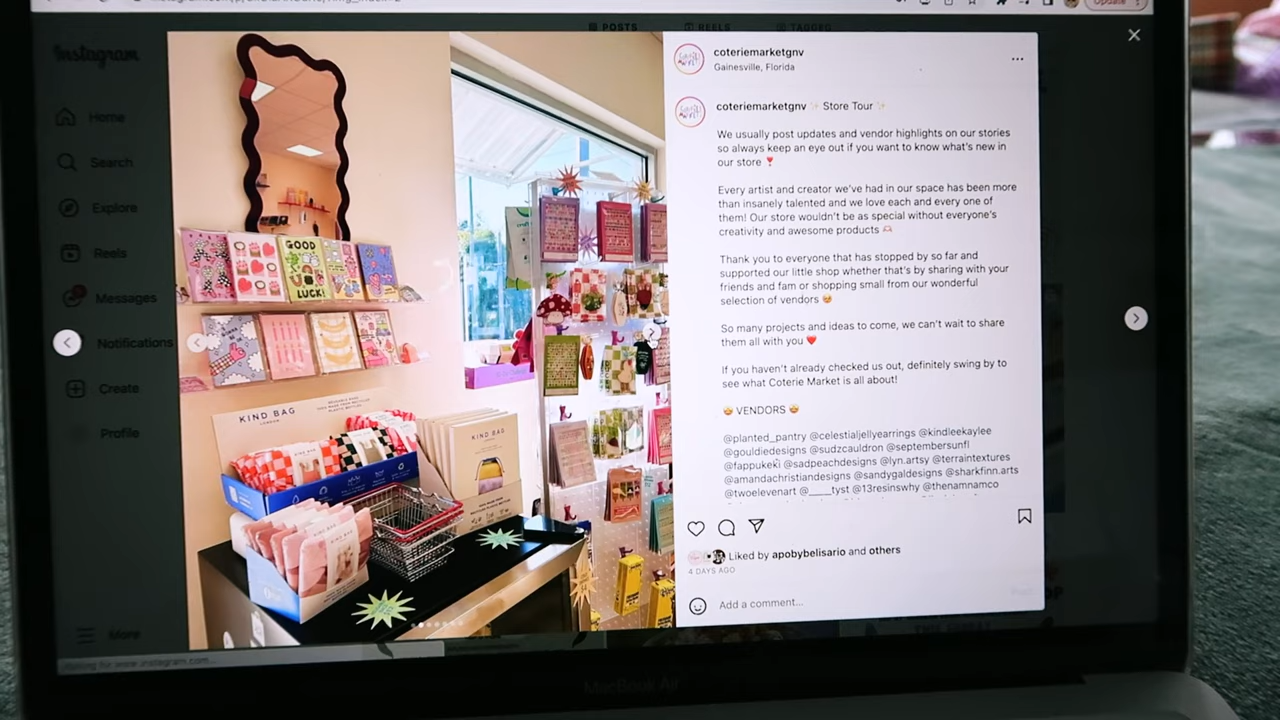 Update
POSTS
REELS
TAGGED
Instagram
Home
Search
Explore
Reels
Messages
Notifications
Create
Profile
More
GOOD
LUCK!
KIND BAG
LONDON
KIND BAG
coteriemarketgnv
Gainesville, Florida
coteriemarketgnv ✨ Store Tour ✨
We usually post updates and vendor highlights on our stories
so always keep an eye out if you want to know what's new in
our store ❣️
Every artist and creator we've had in our space has been more
than insanely talented and we love each and every one of
them! Our store wouldn't be as special without everyone's
creativity and awesome products 🫶
Thank you to everyone that has stopped by so far and
supported our little shop whether that's by sharing with your
friends and fam or shopping small from our wonderful
selection of vendors 🥹
So many projects and ideas to come, we can't wait to share
them all with you ❤️
If you haven't already checked us out, definitely swing by to
see what Coterie Market is all about!
🤩 VENDORS 🤩
@planted_pantry @celestialjellyearrings @kindleekaylee
@gouldiedesigns @sudzcauldron @septembersunfl
@fappukeki @sadpeachdesigns @lyn.artsy @terraintextures
@amandachristiandesigns @sandygaldesigns @sharkfinn.arts
@twoelevenart @____tyst @13resinswhy @thenamnamco
Liked by apobybelisario and others
4 DAYS AGO
Add a comment...
Waiting for www.instagram.com...
MacBook Air